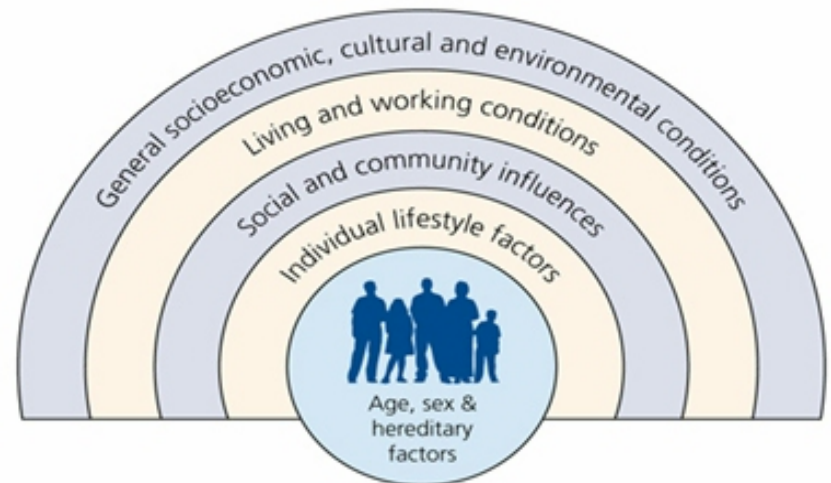 General socioeconomic, cultural and environmental conditions
Living and working conditions
Social and community influences
Individual lifestyle factors
Age, sex &
hereditary
factors